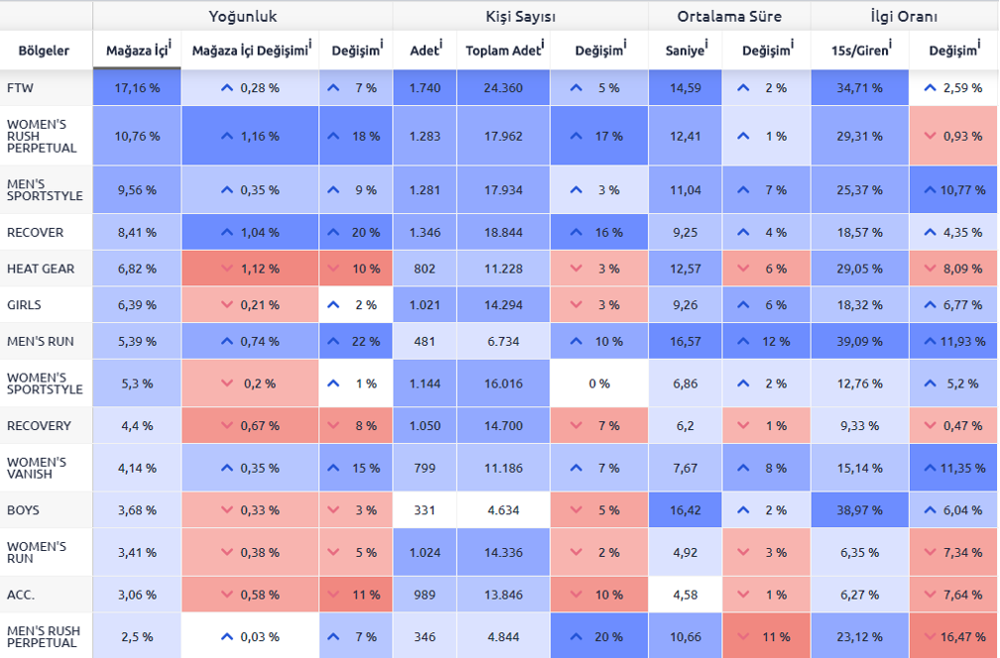 Yoğunluk Kişi Sayısı Ortalama Süre İlgi Oranı
Bölgeler Mağaza İçi i Mağaza İçi Değişimi i Değişim i Adet i Toplam Adet i Değişim i Saniye i Değişim i 15s/Giren i Değişim i
FTW 17,16 % 0,28 % 7 % 1.740 24.360 5 % 14,59 2 % 34,71 % 2,59 %
WOMEN'S
RUSH
PERPETUAL
10,76 % 1,16 % 18 % 1.283 17.962 17 % 12,41 1 % 29,31 % 0,93 %
MEN'S
SPORTSTYLE
9,56 % 0,35 % 9 % 1.281 17.934 3 % 11,04 7 % 25,37 % 10,77 %
RECOVER 8,41 % 1,04 % 20 % 1.346 18.844 16 % 9,25 4 % 18,57 % 4,35 %
HEAT GEAR 6,82 % 1,12 % 10 % 802 11.228 3 % 12,57 6 % 29,05 % 8,09 %
GIRLS 6,39 % 0,21 % 2 % 1.021 14.294 3 % 9,26 6 % 18,32 % 6,77 %
MEN'S RUN 5,39 % 0,74 % 22 % 481 6.734 10 % 16,57 12 % 39,09 % 11,93 %
WOMEN'S
SPORTSTYLE
5,3 % 0,2 % 1 % 1.144 16.016 0 % 6,86 2 % 12,76 % 5,2 %
RECOVERY 4,4 % 0,67 % 8 % 1.050 14.700 7 % 6,2 1 % 9,33 % 0,47 %
WOMEN'S
VANISH
4,14 % 0,35 % 15 % 799 11.186 7 % 7,67 8 % 15,14 % 11,35 %
BOYS 3,68 % 0,33 % 3 % 331 4.634 5 % 16,42 2 % 38,97 % 6,04 %
WOMEN'S
RUN
3,41 % 0,38 % 5 % 1.024 14.336 2 % 4,92 3 % 6,35 % 7,34 %
ACC. 3,06 % 0,58 % 11 % 989 13.846 10 % 4,58 1 % 6,27 % 7,64 %
MEN'S RUSH
PERPETUAL
2,5 % 0,03 % 7 % 346 4.844 20 % 10,66 11 % 23,12 % 16,47 %